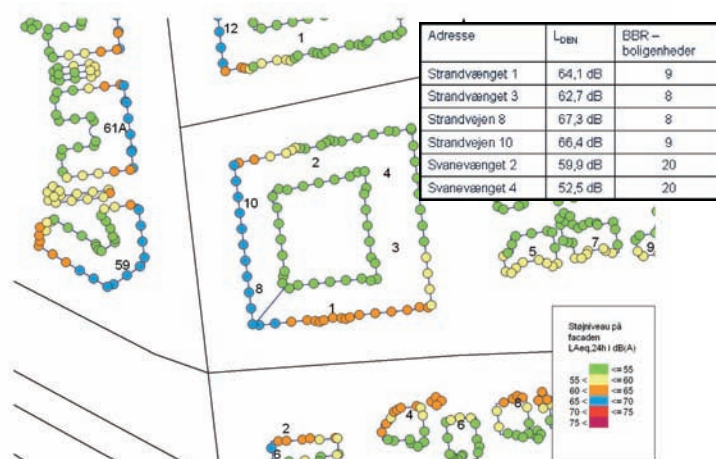 12
1
61A
59
2
4
10
3
8
1
5
7
9
2
6
4
6
8
Adresse L_DEN BBR –
boligenheder
Strandvænget 1 64,1 dB 9
Strandvænget 3 62,7 dB 8
Strandvejen 8 67,3 dB 8
Strandvejen 10 66,4 dB 9
Svanevænget 2 59,9 dB 20
Svanevænget 4 52,5 dB 20
Støjniveau på
facaden
LAeq,24h i dB(A)
<= 55
55 < <= 60
60 < <= 65
65 < <= 70
70 < <= 75
75 <